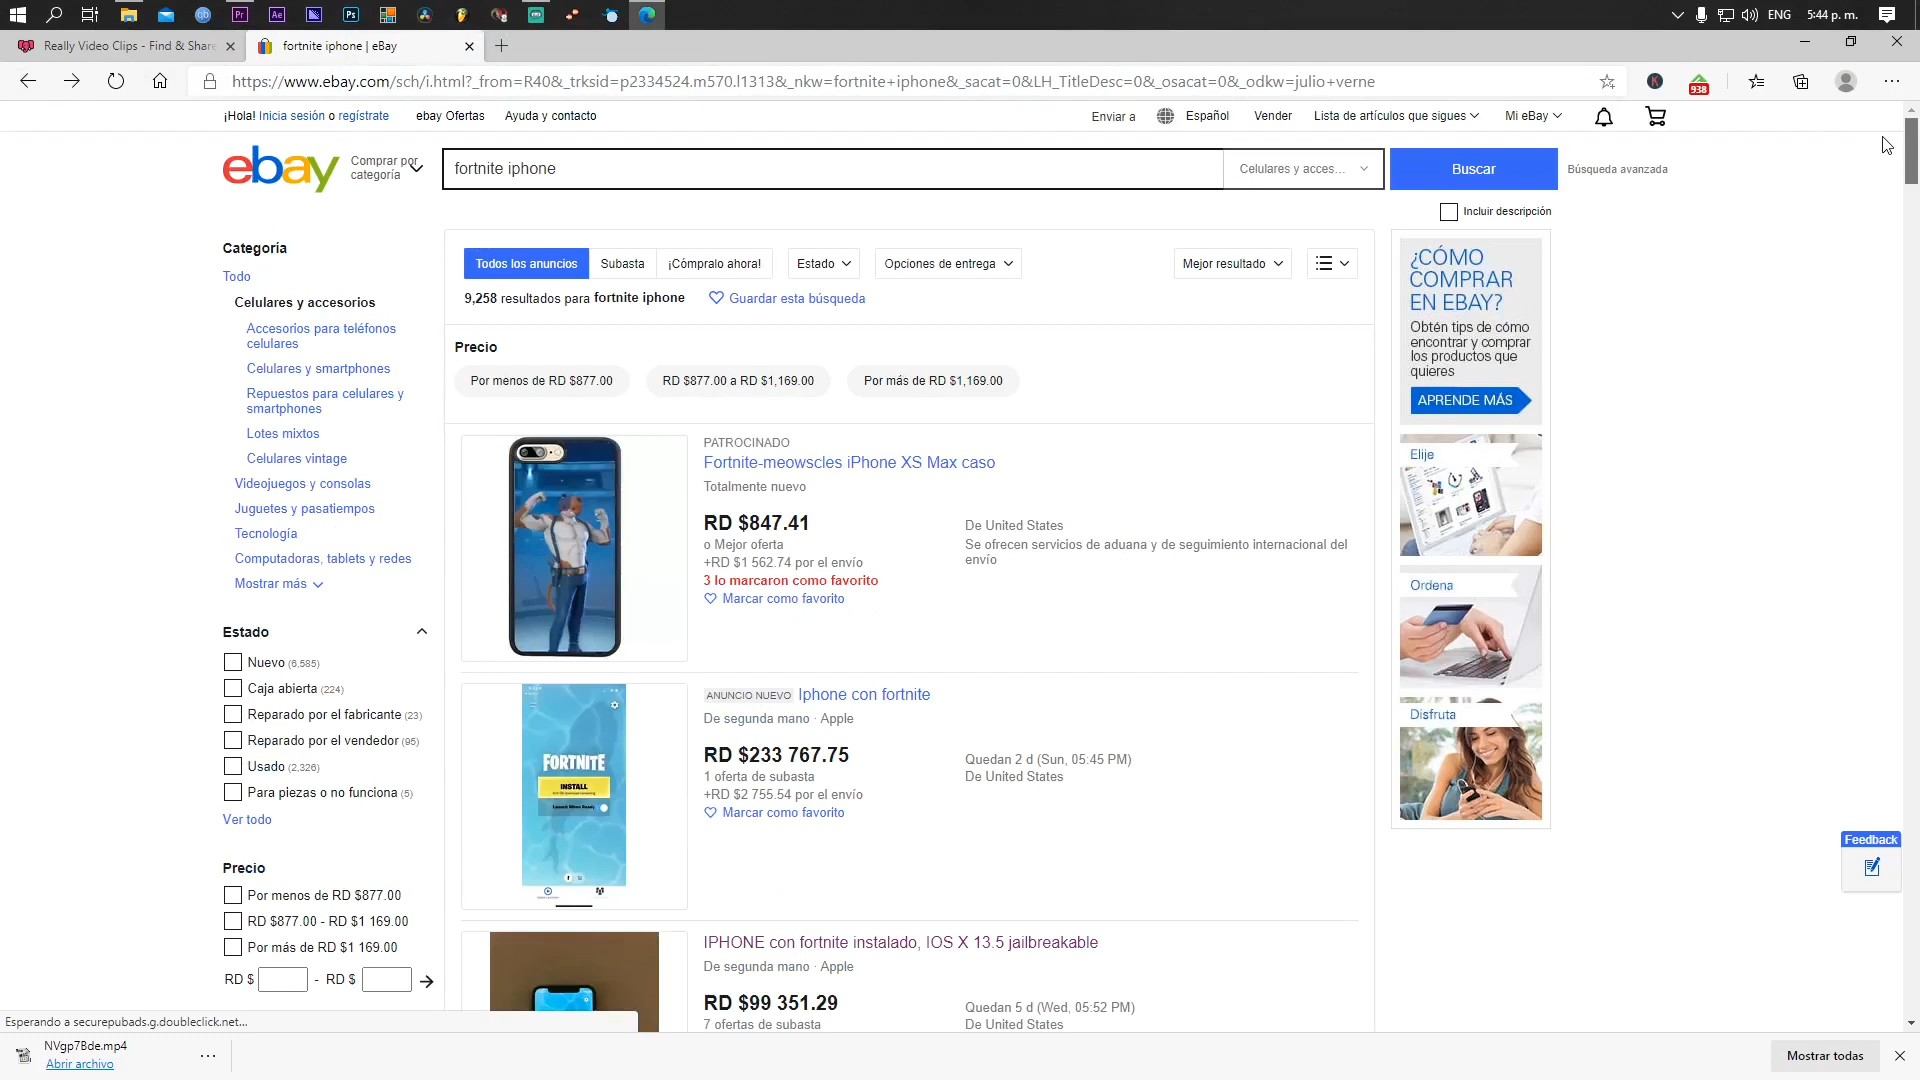 ENG
5:44 p. m.
Really Video Clips - Find & Share
fortnite iphone | eBay
https://www.ebay.com/sch/i.html?_from=R40&_trksid=p2334524.m570.l1313&_nkw=fortnite+iphone&_sacat=0&LH_TitleDesc=0&_osacat=0&_odkw=julio+verne
938
¡Hola! Inicia sesión o regístrate
ebay Ofertas
Ayuda y contacto
Enviar a
Español
Vender
Lista de artículos que sigues
Mi eBay
ebay
Comprar por categoría
fortnite iphone
Celulares y acces...
Buscar
Búsqueda avanzada
Incluir descripción
Categoría
Todo
Celulares y accesorios
Accesorios para teléfonos
celulares
Celulares y smartphones
Repuestos para celulares y
smartphones
Lotes mixtos
Celulares vintage
Videojuegos y consolas
Juguetes y pasatiempos
Tecnología
Computadoras, tablets y redes
Mostrar más
Estado
Nuevo (6,585)
Caja abierta (224)
Reparado por el fabricante (23)
Reparado por el vendedor (95)
Usado (2,326)
Para piezas o no funciona (5)
Ver todo
Precio
Por menos de RD $877.00
RD $877.00 - RD $1 169.00
Por más de RD $1 169.00
RD $ - RD $
Todos los anuncios
Subasta
¡Cómpralo ahora!
Estado
Opciones de entrega
Mejor resultado
9,258 resultados para fortnite iphone
Guardar esta búsqueda
Precio
Por menos de RD $877.00
RD $877.00 a RD $1,169.00
Por más de RD $1,169.00
PATROCINADO
Fortnite-meowscles iPhone XS Max caso
Totalmente nuevo
RD $847.41
o Mejor oferta
+RD $1 562.74 por el envío
3 lo marcaron como favorito
Marcar como favorito
De United States
Se ofrecen servicios de aduana y de seguimiento internacional del
envío
FORTNITE
INSTALL
ANUNCIO NUEVO Iphone con fortnite
De segunda mano · Apple
RD $233 767.75
1 oferta de subasta
+RD $2 755.54 por el envío
Marcar como favorito
Quedan 2 d (Sun, 05:45 PM)
De United States
IPHONE con fortnite instalado, IOS X 13.5 jailbreakable
De segunda mano · Apple
RD $99 351.29
7 ofertas de subasta
Quedan 5 d (Wed, 05:52 PM)
De United States
¿CÓMO
COMPRAR
EN EBAY?
Obtén tips de cómo
encontrar y comprar
los productos que
quieres
APRENDE MÁS
Elije
Ordena
Disfruta
Feedback
Esperando a securepubads.g.doubleclick.net...
NVgp7Bde.mp4
Abrir archivo
Mostrar todas